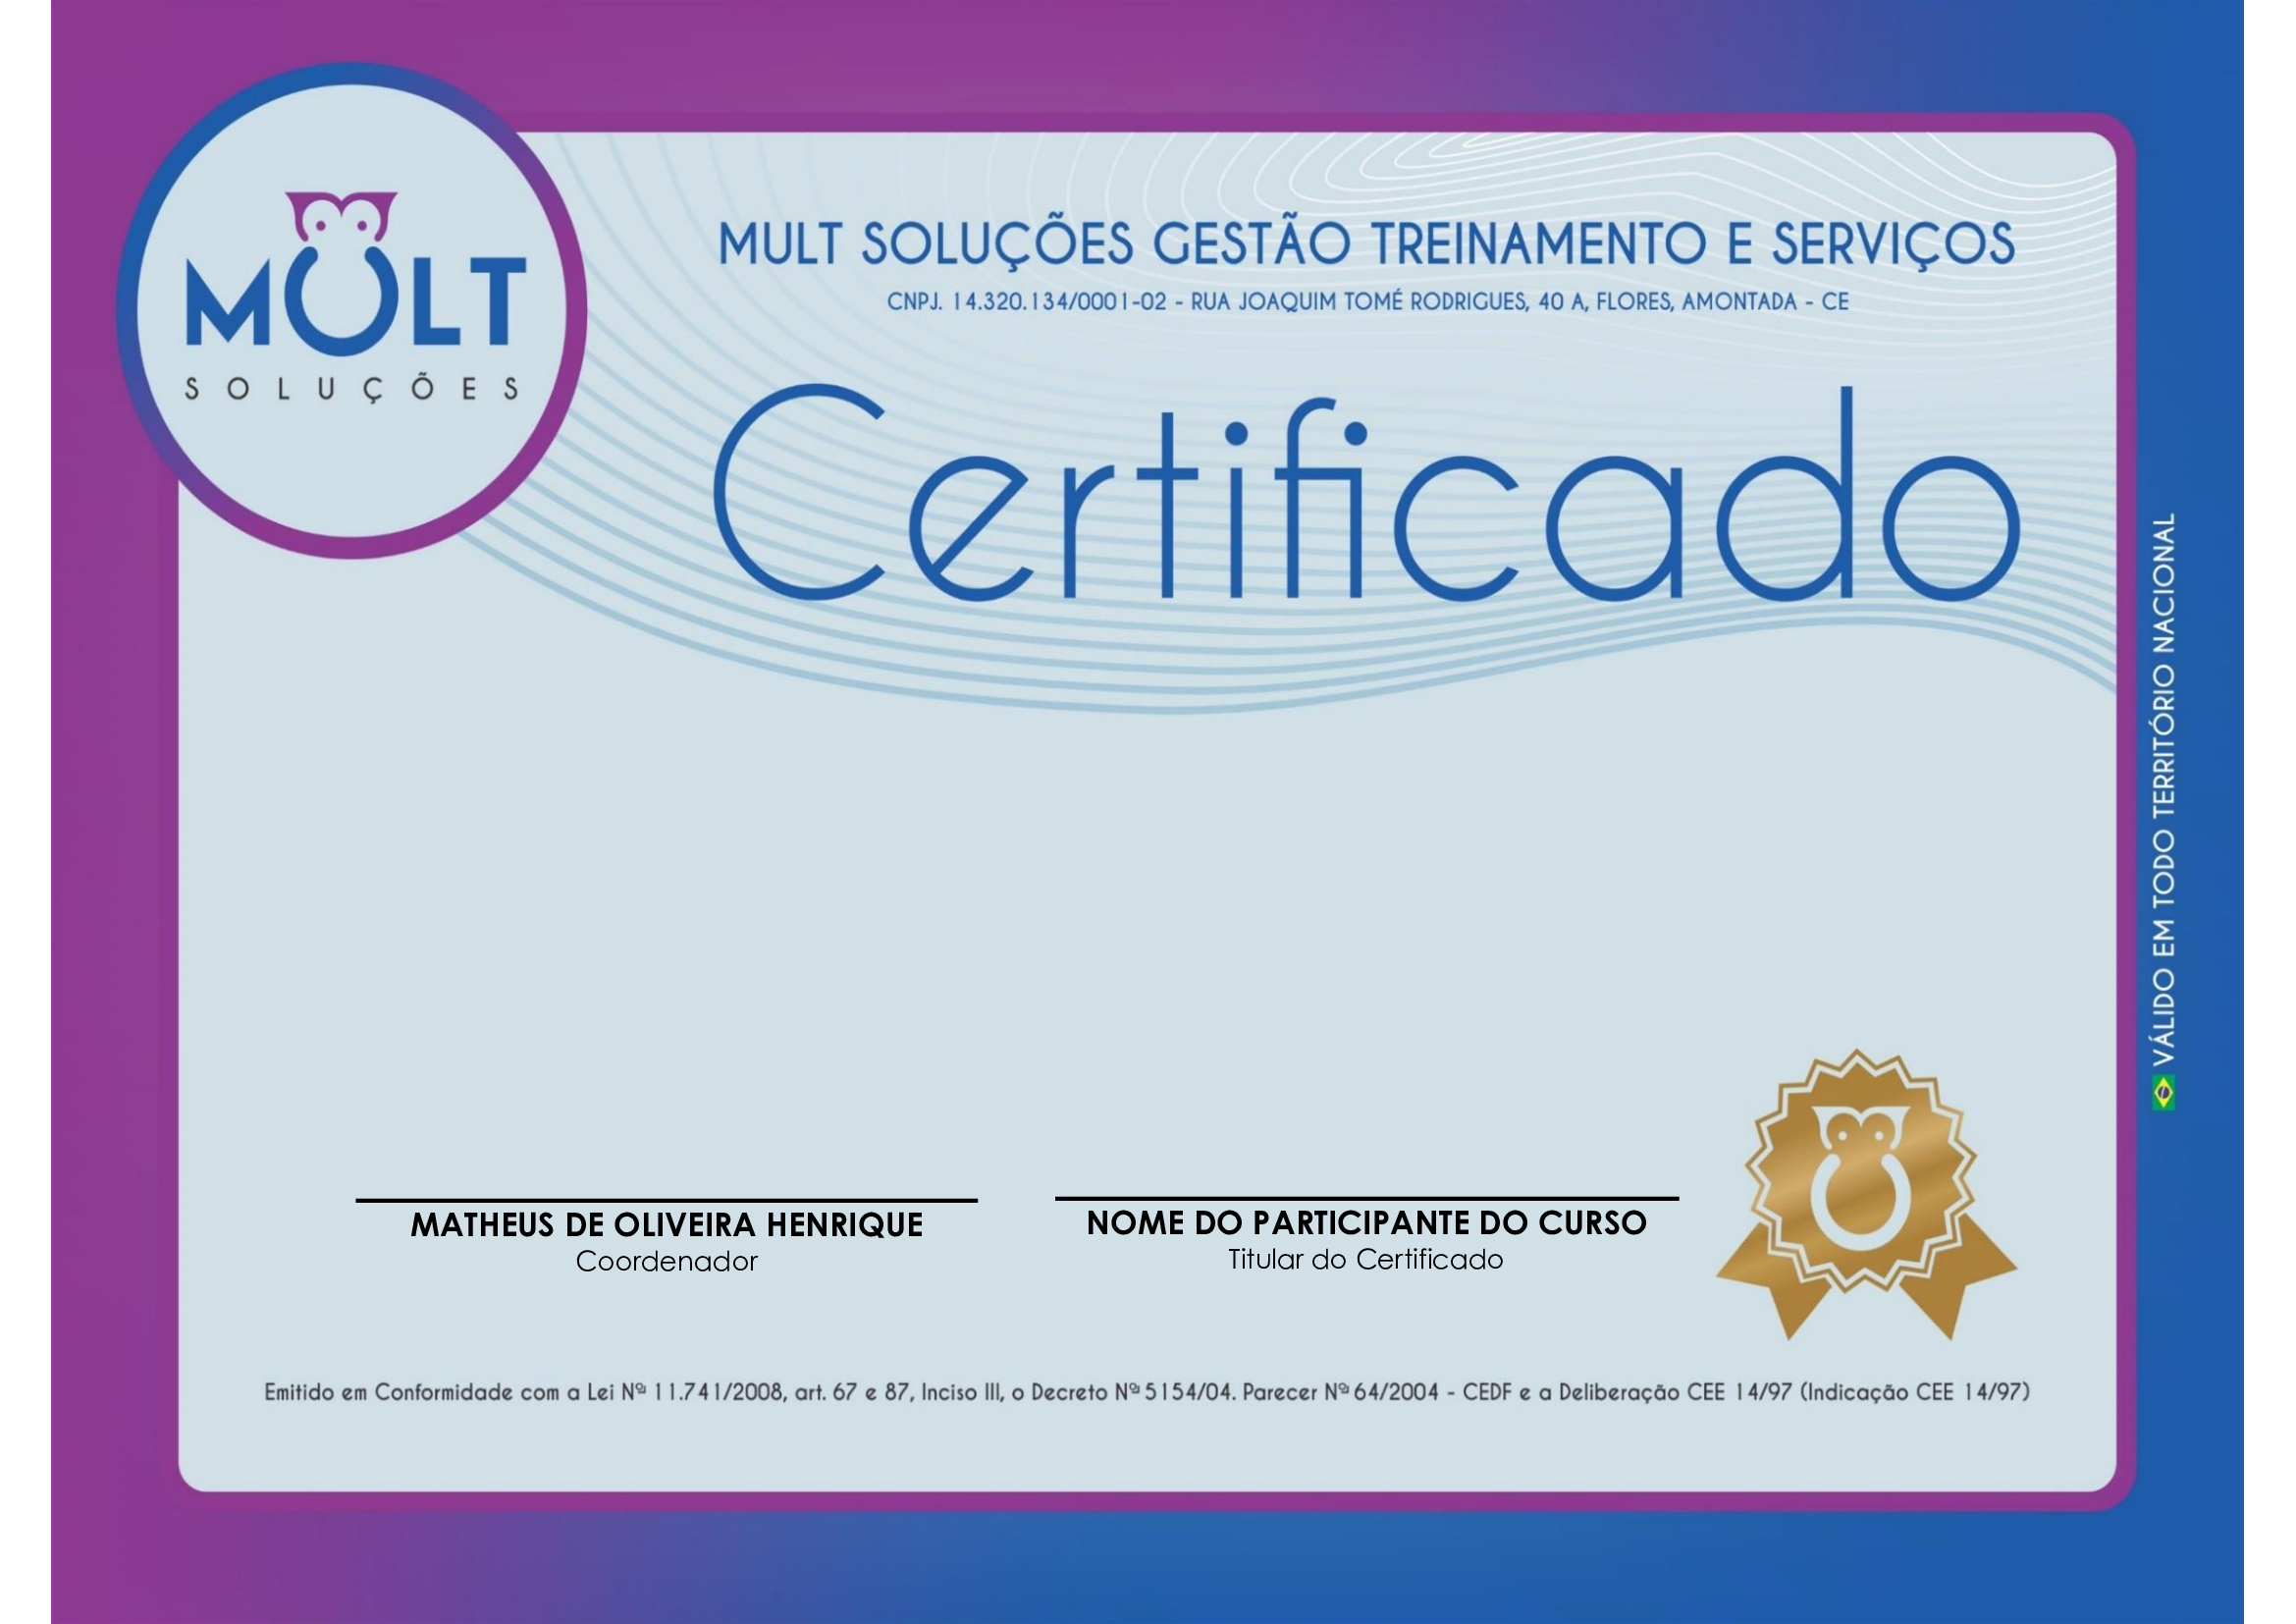 MULT
SOLUÇÕES
MULT SOLUÇÕES GESTÃO TREINAMENTO E SERVIÇOS
CNPJ. 14.320.134/0001-02 - RUA JOAQUIM TOMÉ RODRIGUES, 40 A, FLORES, AMONTADA - CE
Certificado
VÁLIDO EM TODO TERRITÓRIO NACIONAL
MATHEUS DE OLIVEIRA HENRIQUE
Coordenador
NOME DO PARTICIPANTE DO CURSO
Titular do Certificado
Emitido em Conformidade com a Lei Nº 11.741/2008, art. 67 e 87, Inciso III, o Decreto Nº 5154/04. Parecer Nº 64/2004 - CEDF e a Deliberação CEE 14/97 (Indicação CEE 14/97)